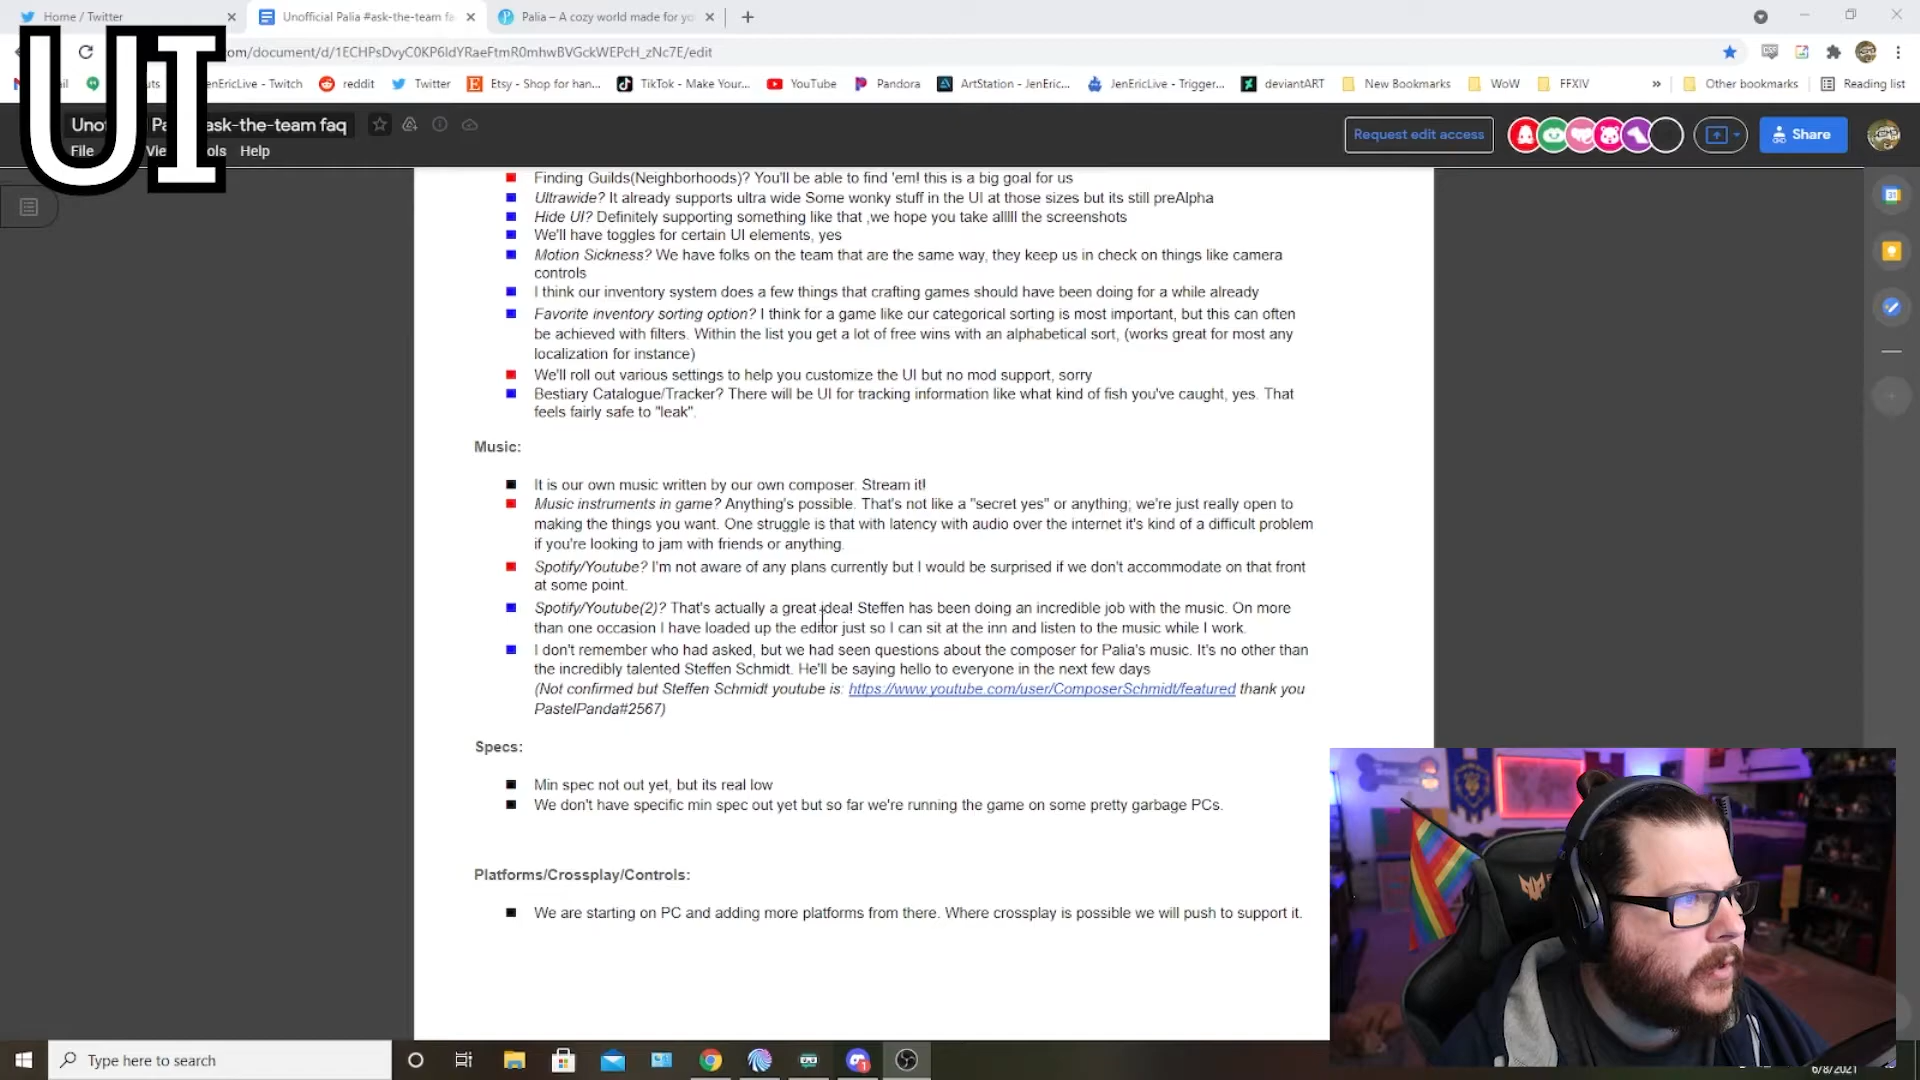 Home / Twitter
Unofficial Palia #ask-the-team fa
Palia – A cozy world made for yo
com/document/d/1ECHPsDvyC0KP6ldYRaeFtmR0mhwBVGckWEPcH_zNc7E/edit
enEricLive - Twitch
reddit
Twitter
Etsy - Shop for han...
TikTok - Make Your...
YouTube
Pandora
ArtStation - JenEric...
JenEricLive - Trigger...
deviantART
New Bookmarks
WoW
FFXIV
»
Other bookmarks
Reading list
UI
ask-the-team faq
File
Help
Request edit access
Share
Finding Guilds(Neighborhoods)? You'll be able to find 'em! this is a big goal for us
Ultrawide? It already supports ultra wide Some wonky stuff in the UI at those sizes but its still preAlpha
Hide UI? Definitely supporting something like that ,we hope you take alllll the screenshots
We'll have toggles for certain UI elements, yes
Motion Sickness? We have folks on the team that are the same way, they keep us in check on things like camera
controls
I think our inventory system does a few things that crafting games should have been doing for a while already
Favorite inventory sorting option? I think for a game like our categorical sorting is most important, but this can often
be achieved with filters. Within the list you get a lot of free wins with an alphabetical sort, (works great for most any
localization for instance)
We'll roll out various settings to help you customize the UI but no mod support, sorry
Bestiary Catalogue/Tracker? There will be UI for tracking information like what kind of fish you've caught, yes. That
feels fairly safe to "leak".
Music:
It is our own music written by our own composer. Stream it!
Music instruments in game? Anything's possible. That's not like a "secret yes" or anything; we're just really open to
making the things you want. One struggle is that with latency with audio over the internet it's kind of a difficult problem
if you're looking to jam with friends or anything.
Spotify/Youtube? I'm not aware of any plans currently but I would be surprised if we don't accommodate on that front
at some point.
Spotify/Youtube(2)? That's actually a great idea! Steffen has been doing an incredible job with the music. On more
than one occasion I have loaded up the editor just so I can sit at the inn and listen to the music while I work.
I don't remember who had asked, but we had seen questions about the composer for Palia's music. It's no other than
the incredibly talented Steffen Schmidt. He'll be saying hello to everyone in the next few days
(Not confirmed but Steffen Schmidt youtube is: https://www.youtube.com/user/ComposerSchmidt/featured thank you
PastelPanda#2567)
Specs:
Min spec not out yet, but its real low
We don't have specific min spec out yet but so far we're running the game on some pretty garbage PCs.
Platforms/Crossplay/Controls:
We are starting on PC and adding more platforms from there. Where crossplay is possible we will push to support it.
Type here to search
6/8/2021